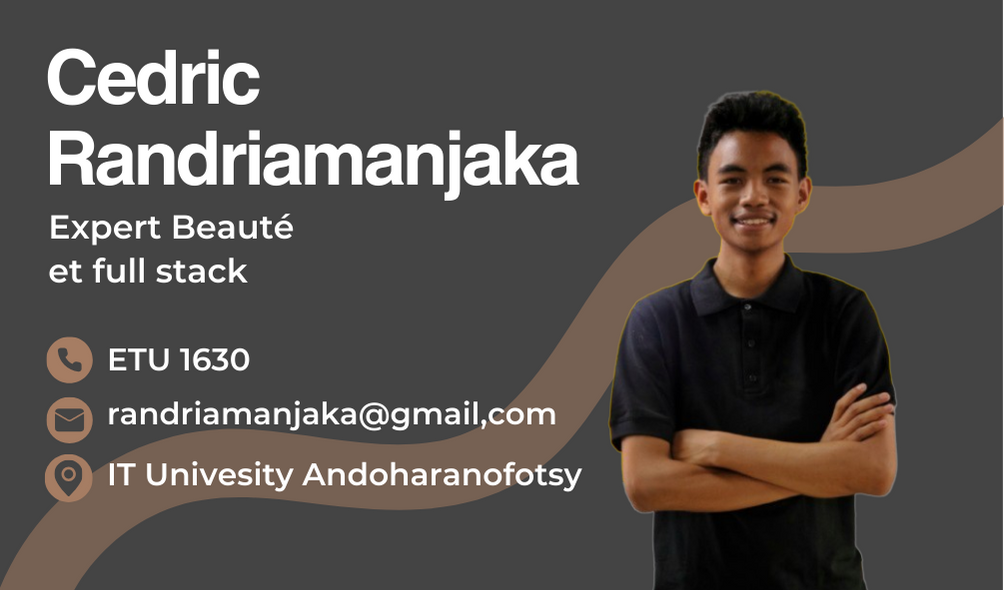 Cedric
Randriamanjaka
Expert Beauté
et full stack
ETU 1630
randriamanjaka@gmail,com
IT Univesity Andoharanofotsy